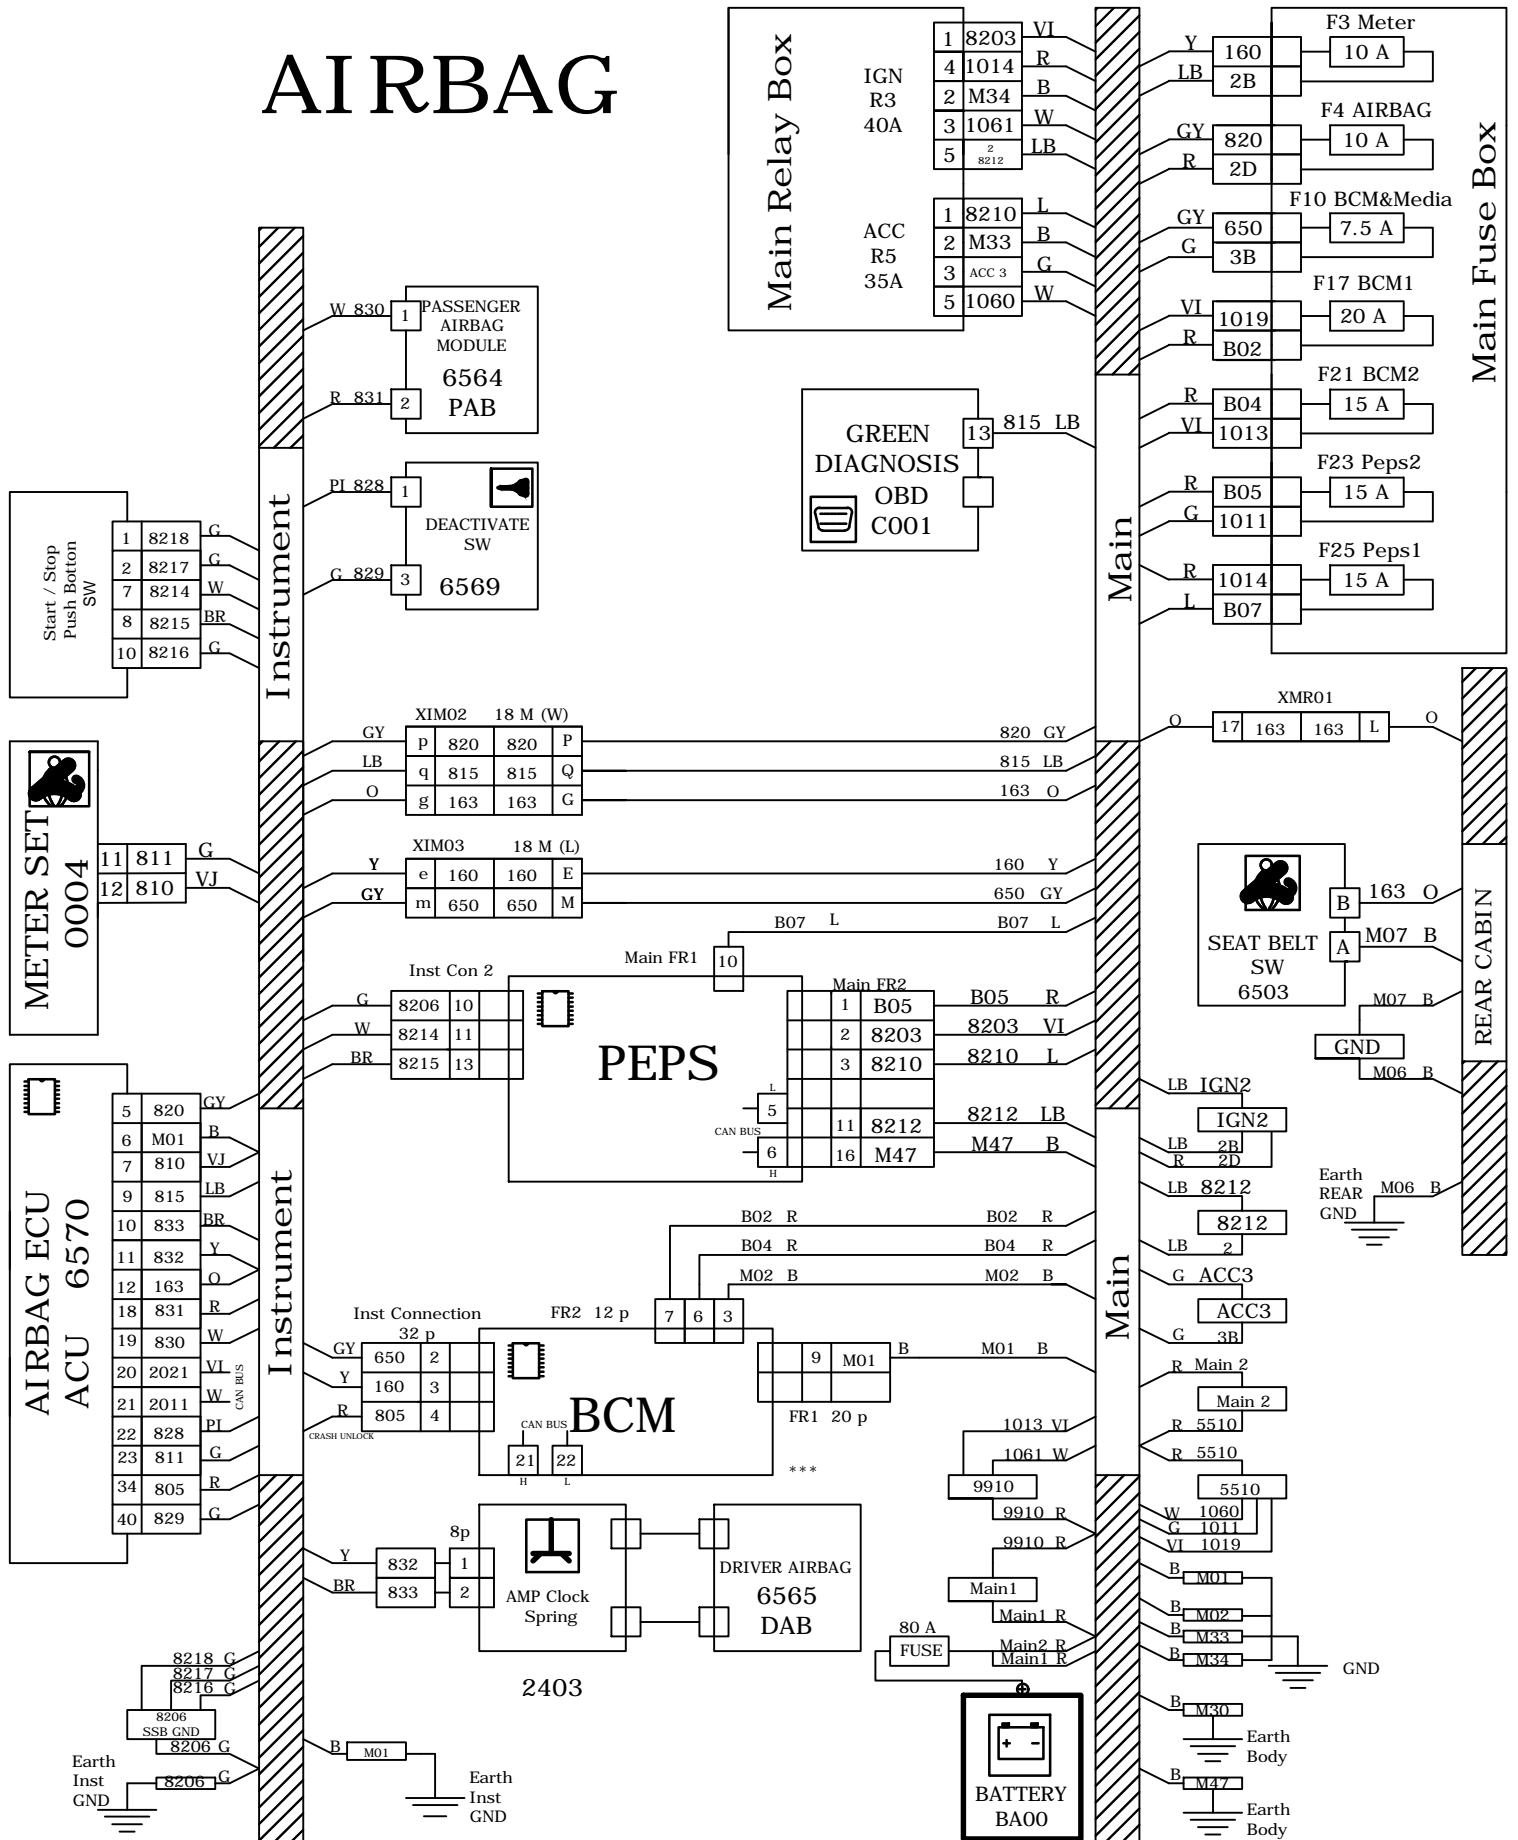 AIRBAG
Main Relay Box
IGN
R3
40A
1 8203 VI
4 1014 R
2 M34 B
3 1061 W
5 2 8212 LB
ACC
R5
35A
1 8210 L
2 M33 B
3 ACC 3 G
5 1060 W
Main Fuse Box
F3 Meter
Y 160 10 A
LB 2B
F4 AIRBAG
GY 820 10 A
R 2D
F10 BCM&Media
GY 650 7.5 A
G 3B
F17 BCM1
VI 1019 20 A
R B02
F21 BCM2
R B04 15 A
VI 1013
F23 Peps2
R B05 15 A
G 1011
F25 Peps1
R 1014 15 A
L B07
W 830 1
PASSENGER
AIRBAG
MODULE
6564
PAB
R 831 2
PI 828 1
DEACTIVATE
SW
6569
G 829 3
GREEN
DIAGNOSIS
OBD
C001
13 815 LB
Start / Stop
Push Botton
SW
1 8218 G
2 8217 G
7 8214 W
8 8215 BR
10 8216 G
Instrument
Main
XMR01
O 17 163 163 L O
XIM02 18 M (W)
GY p 820 820 P 820 GY
LB q 815 815 Q 815 LB
O g 163 163 G 163 O
METER SET
0004
11 811 G
12 810 VJ
XIM03 18 M (L)
Y e 160 160 E 160 Y
GY m 650 650 M 650 GY
B07 L B07 L
SEAT BELT
SW
6503
B 163 O
A M07 B
M07 B
GND
M06 B
REAR CABIN
Earth
REAR
GND
M06 B
Main FR1 10
Inst Con 2
G 8206 10
W 8214 11
BR 8215 13
PEPS
Main FR2
1 B05 B05 R
2 8203 8203 VI
3 8210 8210 L
11 8212 8212 LB
16 M47 M47 B
L
5
CAN BUS
6
H
LB IGN2
IGN2
LB 2B
R 2D
LB 8212
8212
LB 2
G ACC3
ACC3
G 3B
R Main 2
Main 2
R 5510
R 5510
5510
W 1060
G 1011
VI 1019
AIRBAG ECU
ACU 6570
5 820 GY
6 M01 B
7 810 VJ
9 815 LB
10 833 BR
11 832 Y
12 163 O
18 831 R
19 830 W
20 2021 VI
21 2011 W
CAN BUS
22 828 PI
23 811 G
34 805 R
40 829 G
Instrument
Main
B02 R B02 R
B04 R B04 R
M02 B M02 B
FR2 12 p
7 6 3
Inst Connection
32 p
GY 650 2
Y 160 3
R 805 4
CRASH UNLOCK
BCM
CAN BUS
21 22
H L
9 M01 B M01 B
FR1 20 p
***
1013 VI
1061 W
9910
9910 R
9910 R
Main1
Main1 R
Main2 R
Main1 R
80 A
FUSE
BATTERY
BA00
+ -
8p
Y 832 1
BR 833 2
AMP Clock
Spring
2403
DRIVER AIRBAG
6565
DAB
B M01
B M02
B M33
B M34
GND
B M30
Earth
Body
B M47
Earth
Body
8218 G
8217 G
8216 G
8206
SSB GND
8206 G
8206 G
Earth
Inst
GND
B M01
Earth
Inst
GND